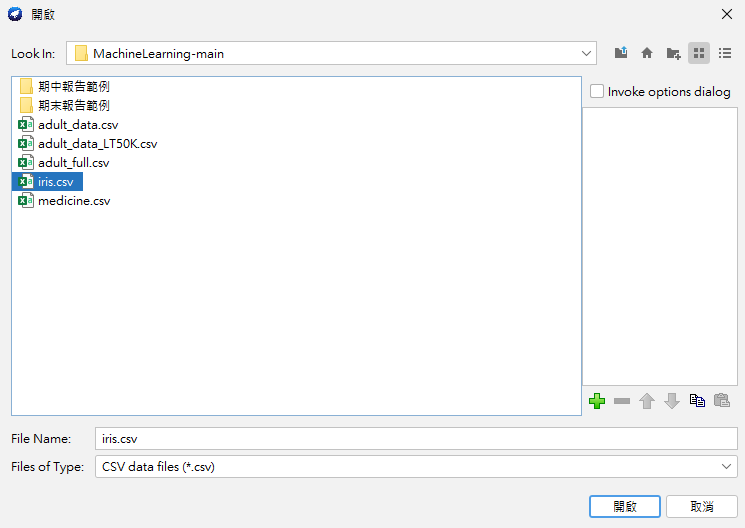 開啟
Look In: MachineLearning-main
期中報告範例
期末報告範例
adult_data.csv
adult_data_LT50K.csv
adult_full.csv
iris.csv
medicine.csv
Invoke options dialog
File Name: iris.csv
Files of Type: CSV data files (*.csv)
開啟 取消